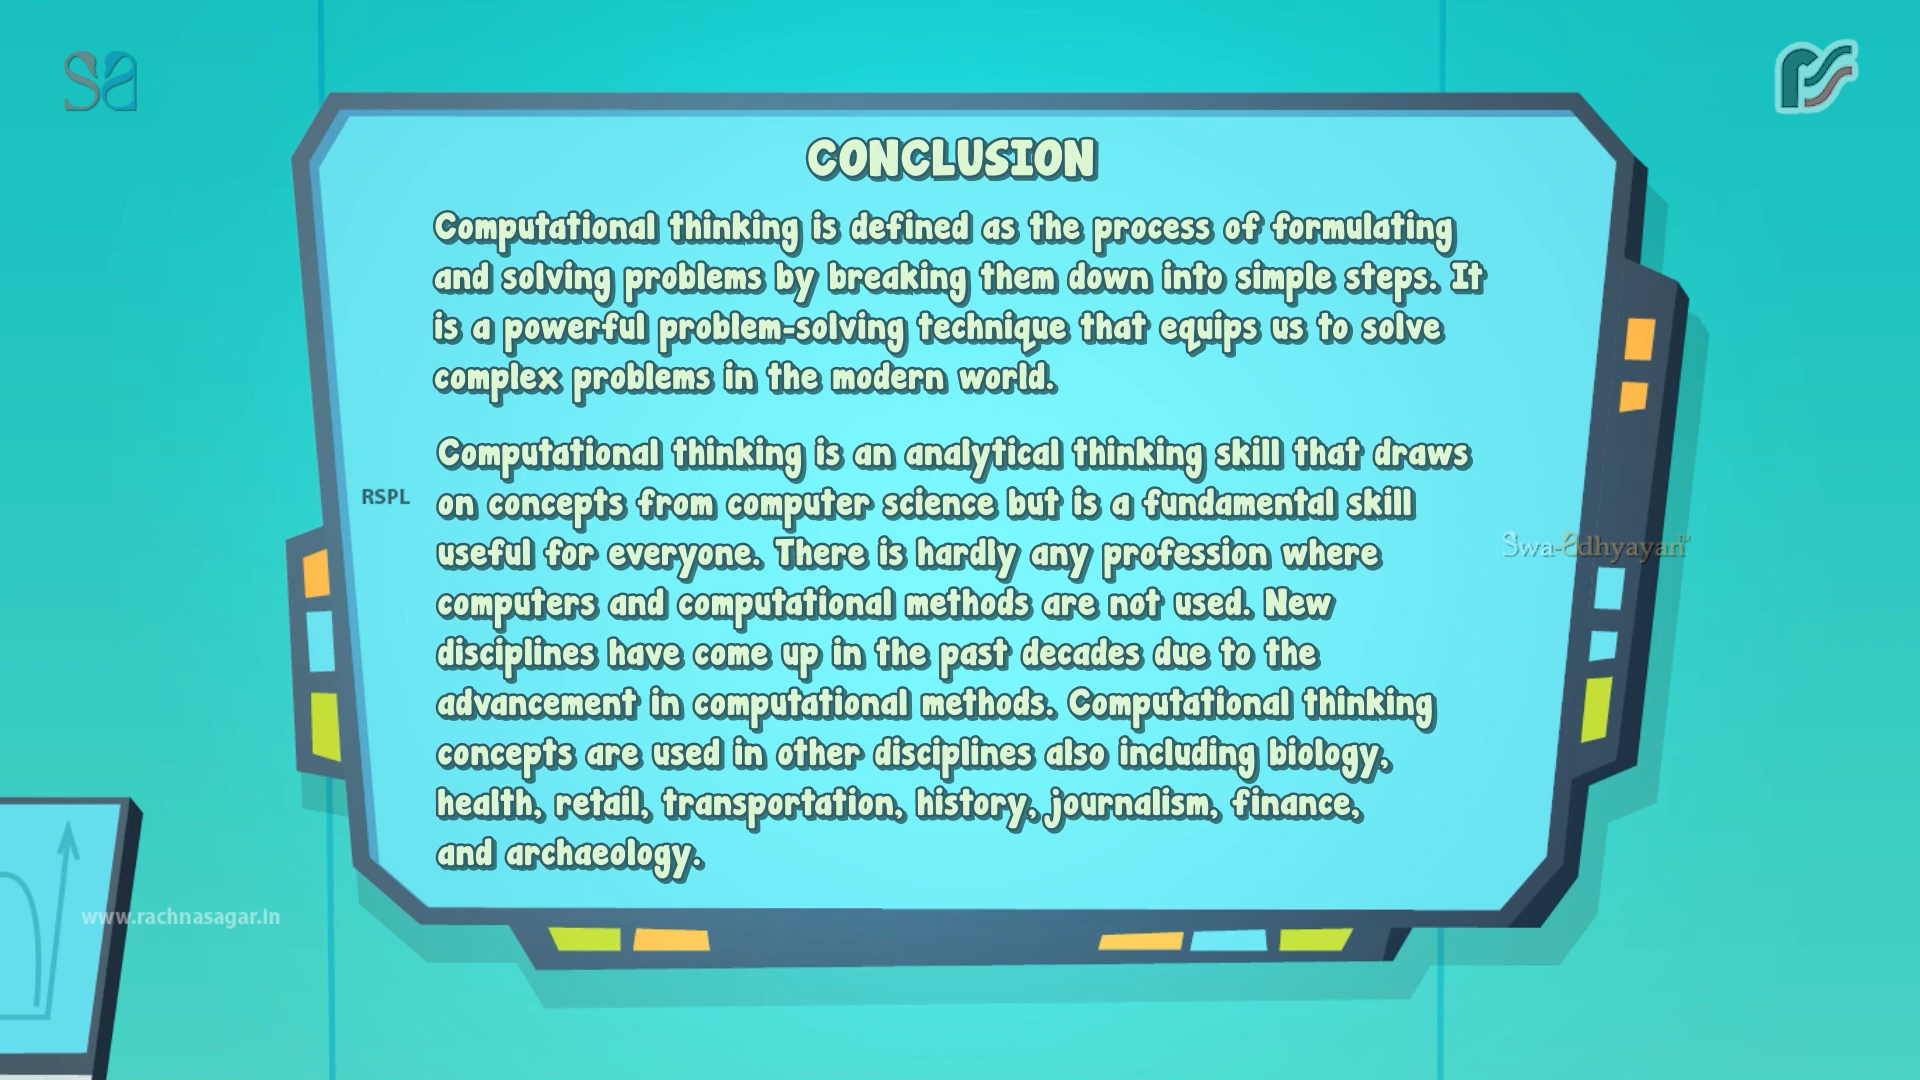 sa
rs
CONCLUSION
Computational thinking is defined as the process of formulating
and solving problems by breaking them down into simple steps. It
is a powerful problem-solving technique that equips us to solve
complex problems in the modern world.
Computational thinking is an analytical thinking skill that draws
on concepts from computer science but is a fundamental skill
useful for everyone. There is hardly any profession where
computers and computational methods are not used. New
disciplines have come up in the past decades due to the
advancement in computational methods. Computational thinking
concepts are used in other disciplines also including biology,
health, retail, transportation, history, journalism, finance,
and archaeology.
RSPL
Swa-adhyayan™
www.rachnasagar.in